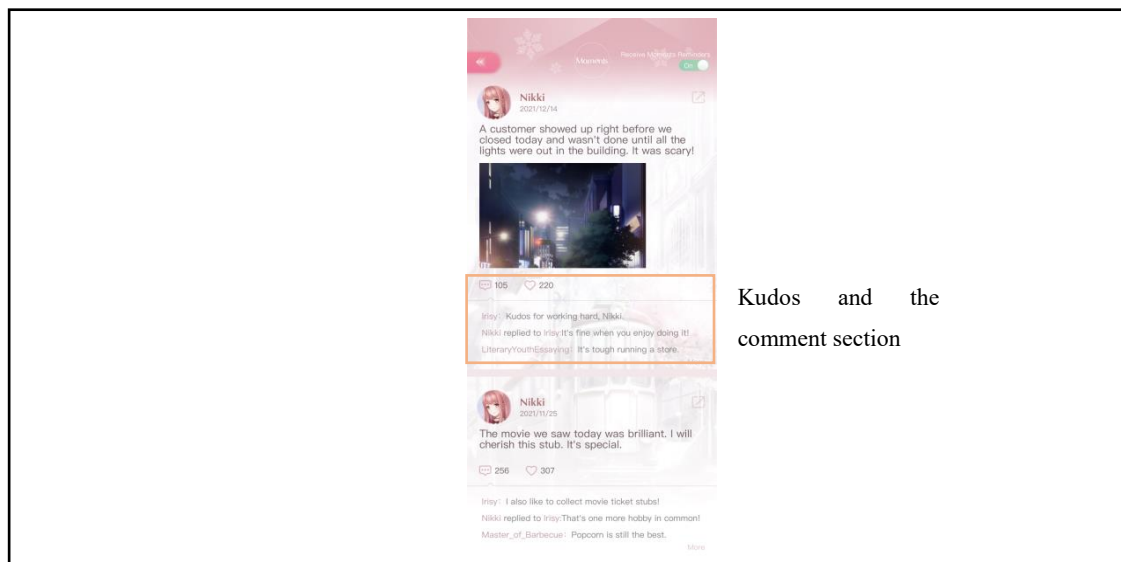 Receive Moments Reminders
Moments
On
Nikki
2021/12/14
A customer showed up right before we
closed today and wasn't done until all the
lights were out in the building. It was scary!
105 220
Irisy: Kudos for working hard, Nikki.
Nikki replied to Irisy:It's fine when you enjoy doing it!
LiteraryYouthEssaying: It's tough running a store.
Kudos and the
comment section
Nikki
2021/11/25
The movie we saw today was brilliant. I will
cherish this stub. It's special.
256 307
Irisy: I also like to collect movie ticket stubs!
Nikki replied to Irisy:That's one more hobby in common!
Master_of_Barbecue: Popcorn is still the best.
More